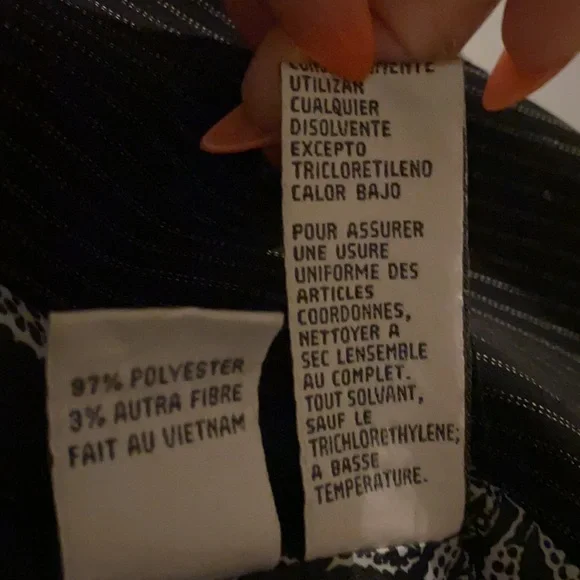 UTILIZAR
CUALQUIER
DISOLVENTE
EXCEPTO
TRICLORETILENO
CALOR BAJO
POUR ASSURER
UNE USURE
UNIFORME DES
ARTICLES
COORDONNES,
NETTOYER A
SEC LENSEMBLE
AU COMPLET.
TOUT SOLVANT,
SAUF LE
TRICHLORETHYLENE;
A BASSE
TEMPERATURE.
97% POLYESTER
3% AUTRA FIBRE
FAIT AU VIETNAM